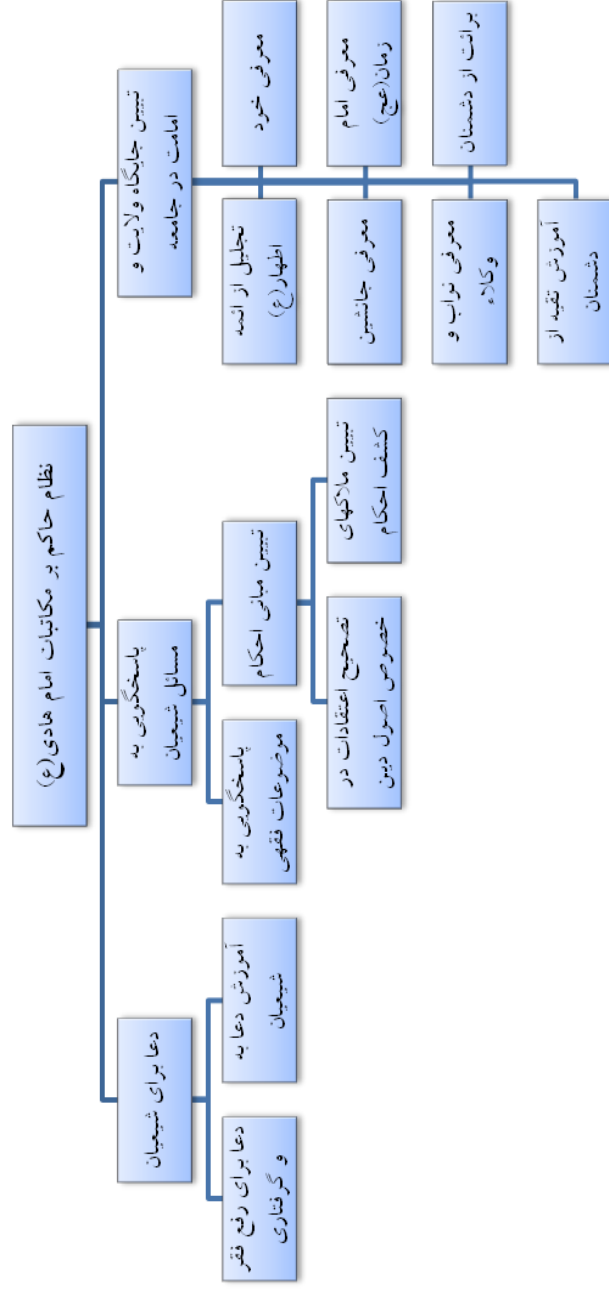 نظام حاکم بر مکاتبات امام هادی(ع)
تبیین جایگاه ولایت و
امامت در جامعه
معرفی خود
تجلیل از ائمه
اطهار(ع)
معرفی امام
زمان(عج)
معرفی جانشین
برائت از دشمنان
معرفی نواب و
وکلاء
آموزش تقیه از
دشمنان
پاسخگویی به
مسائل شیعیان
تبیین مبانی احکام
تبیین ملاکهای
کشف احکام
تصحیح اعتقادات در
خصوص اصول دین
پاسخگویی به
موضوعات فقهی
دعا برای شیعیان
آموزش دعا به
شیعیان
دعا برای رفع فقر
و گرفتاری